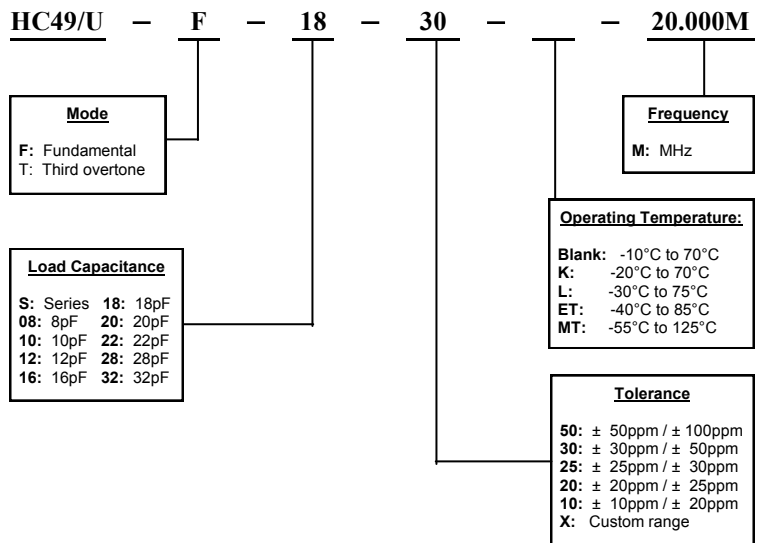 HC49/U – F – 18 – 30 – – 20.000M
Mode
F: Fundamental
T: Third overtone
Frequency
M: MHz
Operating Temperature:
Blank: -10°C to 70°C
K: -20°C to 70°C
L: -30°C to 75°C
ET: -40°C to 85°C
MT: -55°C to 125°C
Load Capacitance
S: Series 18: 18pF
08: 8pF 20: 20pF
10: 10pF 22: 22pF
12: 12pF 28: 28pF
16: 16pF 32: 32pF
Tolerance
50: ± 50ppm / ± 100ppm
30: ± 30ppm / ± 50ppm
25: ± 25ppm / ± 30ppm
20: ± 20ppm / ± 25ppm
10: ± 10ppm / ± 20ppm
X: Custom range